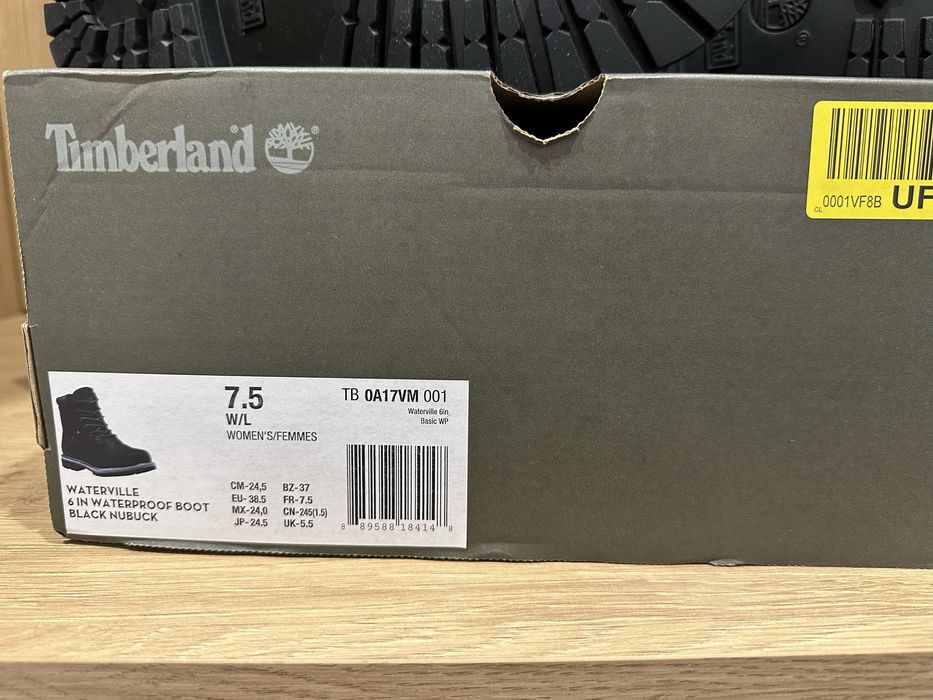 Timberland®
CL 0001VF8B UF
7.5
W/L
WOMEN'S/FEMMES
TB 0A17VM 001
Waterville 6in
Basic WP
WATERVILLE
6 IN WATERPROOF BOOT
BLACK NUBUCK
CM-24,5 BZ-37
EU-38.5 FR-7.5
MX-24,0 CN-245(1.5)
JP-24.5 UK-5.5
8 89588 18414 8